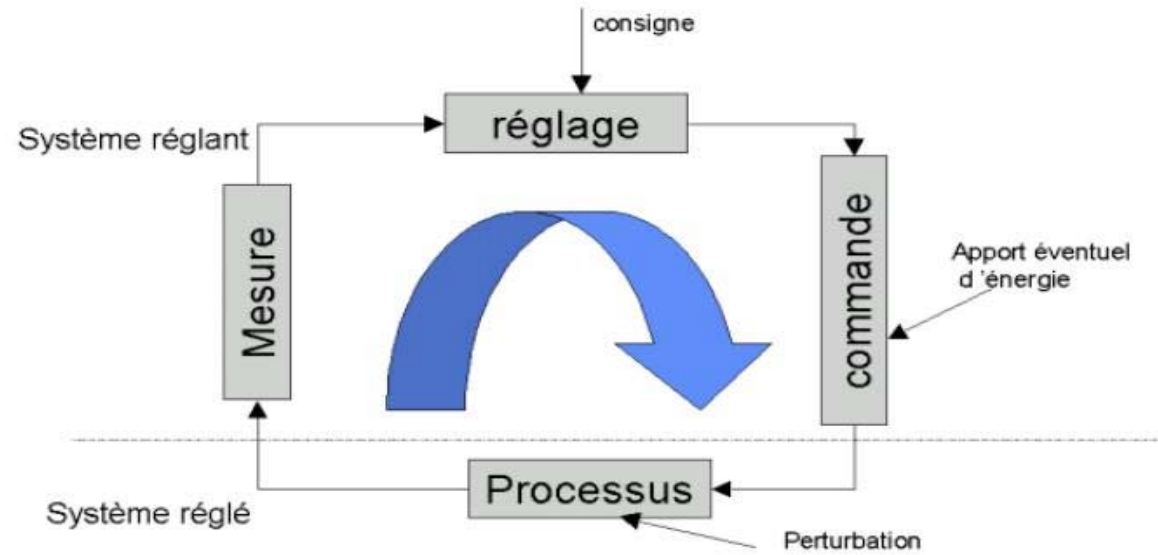 consigne
réglage
Système réglant
Mesure
commande
Apport éventuel
d 'énergie
Processus
Système réglé
Perturbation